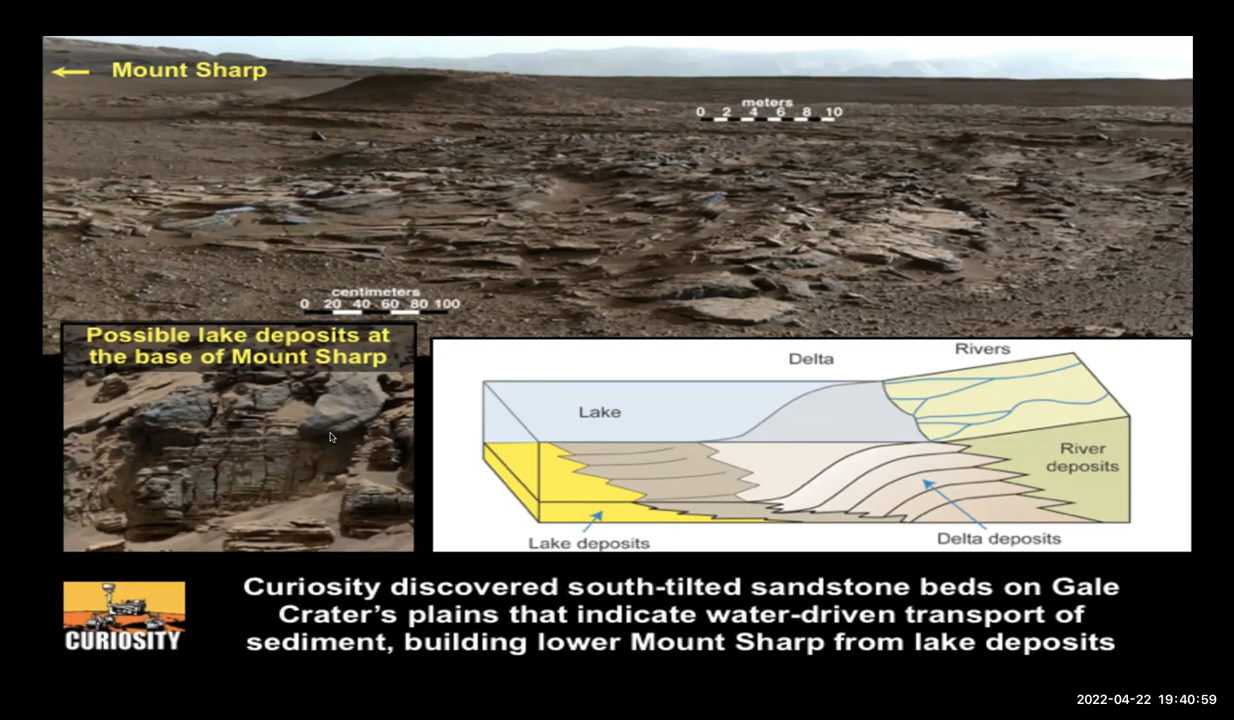 Mount Sharp
meters
0 2 4 6 8 10
centimeters
0 20 40 60 80 100
Possible lake deposits at
the base of Mount Sharp
Delta
Rivers
Lake
River
deposits
Lake deposits
Delta deposits
CURIOSITY
Curiosity discovered south-tilted sandstone beds on Gale
Crater's plains that indicate water-driven transport of
sediment, building lower Mount Sharp from lake deposits
2022-04-22 19:40:59